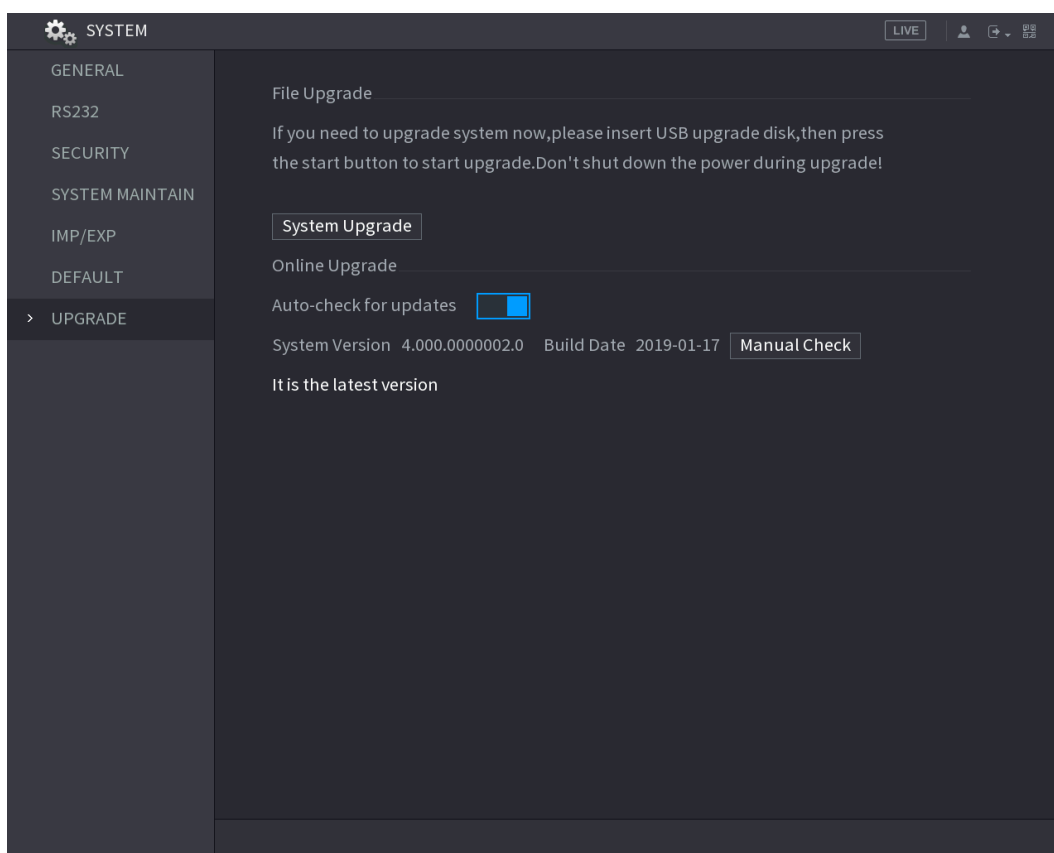 SYSTEM
LIVE
GENERAL
RS232
SECURITY
SYSTEM MAINTAIN
IMP/EXP
DEFAULT
UPGRADE
File Upgrade
If you need to upgrade system now,please insert USB upgrade disk,then press
the start button to start upgrade.Don't shut down the power during upgrade!
System Upgrade
Online Upgrade
Auto-check for updates
System Version 4.000.0000002.0 Build Date 2019-01-17 Manual Check
It is the latest version